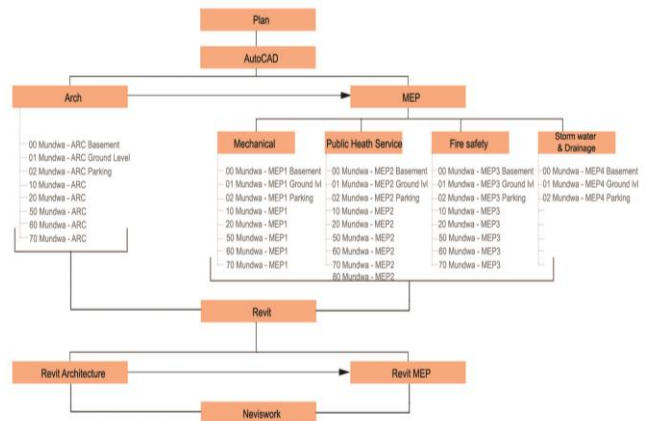 Plan
AutoCAD
Arch
MEP
Mechanical
Public Heath Service
Fire safety
Storm water
& Drainage
00 Mundwa - ARC Basement
01 Mundwa - ARC Ground Level
02 Mundwa - ARC Parking
10 Mundwa - ARC
20 Mundwa - ARC
50 Mundwa - ARC
60 Mundwa - ARC
70 Mundwa - ARC
00 Mundwa - MEP1 Basement
01 Mundwa - MEP1 Ground lvl
02 Mundwa - MEP1 Parking
10 Mundwa - MEP1
20 Mundwa - MEP1
50 Mundwa - MEP1
60 Mundwa - MEP1
70 Mundwa - MEP1
00 Mundwa - MEP2 Basement
01 Mundwa - MEP2 Ground lvl
02 Mundwa - MEP2 Parking
10 Mundwa - MEP2
20 Mundwa - MEP2
50 Mundwa - MEP2
60 Mundwa - MEP2
70 Mundwa - MEP2
80 Mundwa - MEP2
00 Mundwa - MEP3 Basement
01 Mundwa - MEP3 Ground lvl
02 Mundwa - MEP3 Parking
10 Mundwa - MEP3
20 Mundwa - MEP3
50 Mundwa - MEP3
60 Mundwa - MEP3
70 Mundwa - MEP3
00 Mundwa - MEP4 Basement
01 Mundwa - MEP4 Ground lvl
02 Mundwa - MEP4 Parking
Revit
Revit Architecture
Revit MEP
Neviswork